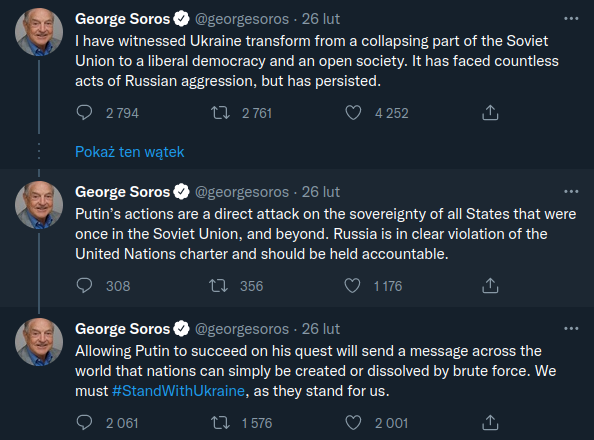 George Soros @georgesoros · 26 lut
I have witnessed Ukraine transform from a collapsing part of the Soviet
Union to a liberal democracy and an open society. It has faced countless
acts of Russian aggression, but has persisted.
2 794 2 761 4 252
Pokaż ten wątek
George Soros @georgesoros · 26 lut
Putin's actions are a direct attack on the sovereignty of all States that were
once in the Soviet Union, and beyond. Russia is in clear violation of the
United Nations charter and should be held accountable.
308 356 1 176
George Soros @georgesoros · 26 lut
Allowing Putin to succeed on his quest will send a message across the
world that nations can simply be created or dissolved by brute force. We
must #StandWithUkraine, as they stand for us.
2 061 1 576 2 001